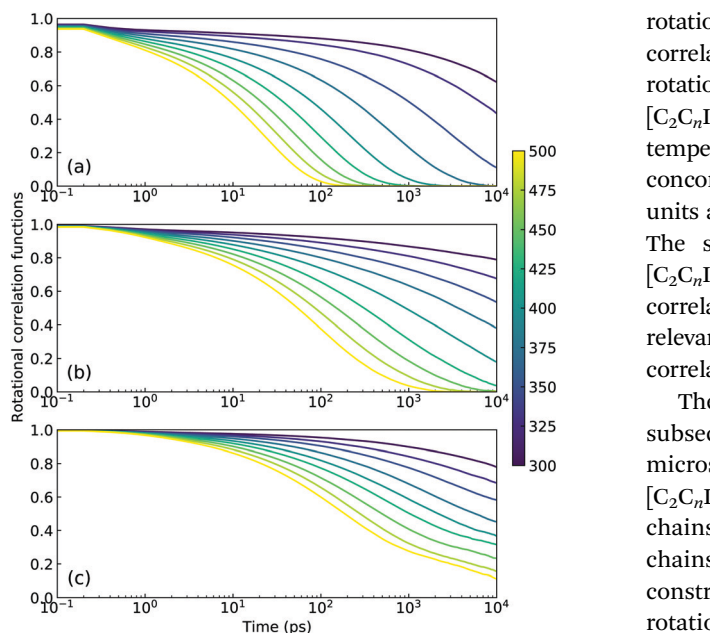 1.0
0.8
0.6
0.4
0.2
0.0
(a)
10⁻¹ 10⁰ 10¹ 10² 10³ 10⁴
Rotational correlation functions
1.0
0.8
0.6
0.4
0.2
0.0
(b)
10⁻¹ 10⁰ 10¹ 10² 10³ 10⁴
1.0
0.8
0.6
0.4
0.2
0.0
(c)
10⁻¹ 10⁰ 10¹ 10² 10³ 10⁴
Time (ps)
500
475
450
425
400
375
350
325
300
rotatio
correla
rotatio
[C₂CₙI
tempe
concor
units a
The s
[C₂CₙI
correla
relevar
correla
The
subsec
micros
[C₂CₙI
chains
chains
constr
rotatio